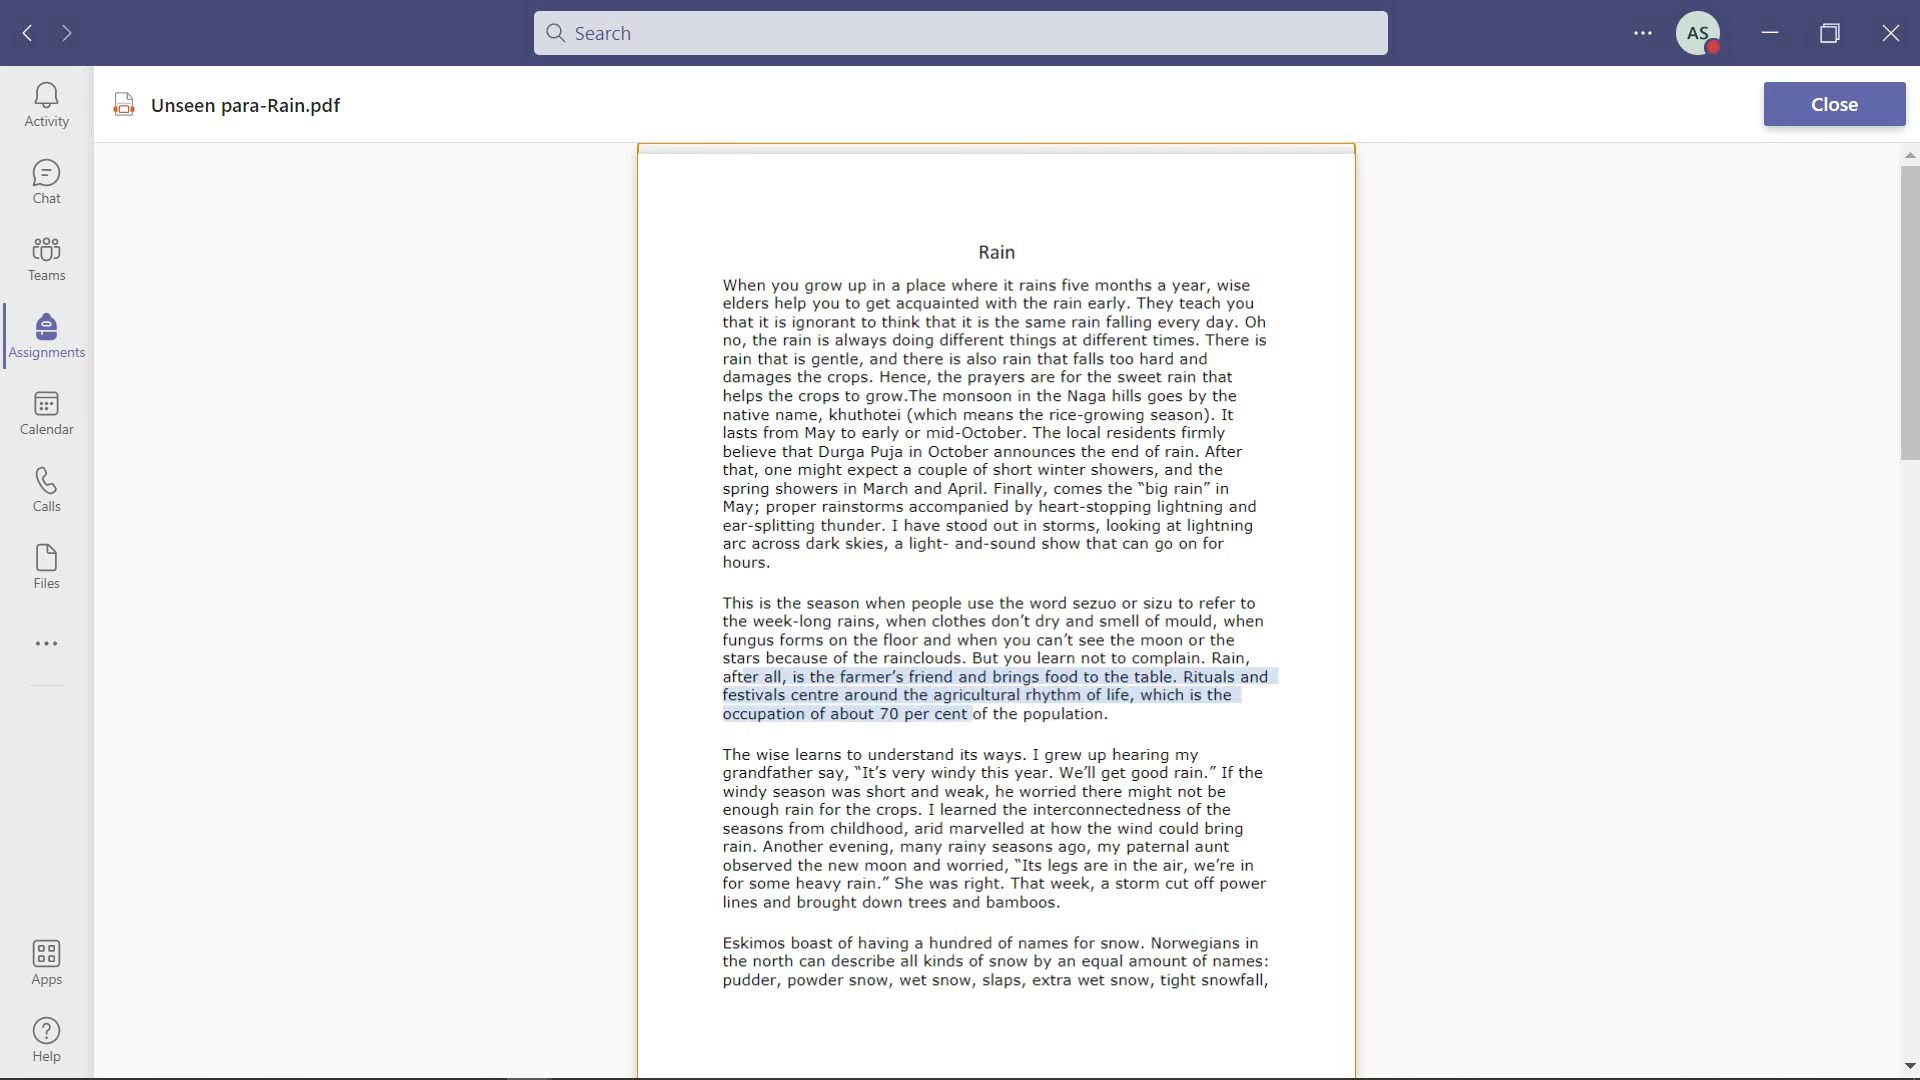 Search
AS
Activity
Chat
Teams
Assignments
Calendar
Calls
Files
Apps
Help
Unseen para-Rain.pdf
Close
Rain
When you grow up in a place where it rains five months a year, wise
elders help you to get acquainted with the rain early. They teach you
that it is ignorant to think that it is the same rain falling every day. Oh
no, the rain is always doing different things at different times. There is
rain that is gentle, and there is also rain that falls too hard and
damages the crops. Hence, the prayers are for the sweet rain that
helps the crops to grow.The monsoon in the Naga hills goes by the
native name, khuthotei (which means the rice-growing season). It
lasts from May to early or mid-October. The local residents firmly
believe that Durga Puja in October announces the end of rain. After
that, one might expect a couple of short winter showers, and the
spring showers in March and April. Finally, comes the “big rain” in
May; proper rainstorms accompanied by heart-stopping lightning and
ear-splitting thunder. I have stood out in storms, looking at lightning
arc across dark skies, a light- and-sound show that can go on for
hours.
This is the season when people use the word sezuo or sizu to refer to
the week-long rains, when clothes don’t dry and smell of mould, when
fungus forms on the floor and when you can’t see the moon or the
stars because of the rainclouds. But you learn not to complain. Rain,
after all, is the farmer’s friend and brings food to the table. Rituals and
festivals centre around the agricultural rhythm of life, which is the
occupation of about 70 per cent of the population.
The wise learns to understand its ways. I grew up hearing my
grandfather say, “It’s very windy this year. We’ll get good rain.” If the
windy season was short and weak, he worried there might not be
enough rain for the crops. I learned the interconnectedness of the
seasons from childhood, arid marvelled at how the wind could bring
rain. Another evening, many rainy seasons ago, my paternal aunt
observed the new moon and worried, “Its legs are in the air, we’re in
for some heavy rain.” She was right. That week, a storm cut off power
lines and brought down trees and bamboos.
Eskimos boast of having a hundred of names for snow. Norwegians in
the north can describe all kinds of snow by an equal amount of names:
pudder, powder snow, wet snow, slaps, extra wet snow, tight snowfall,